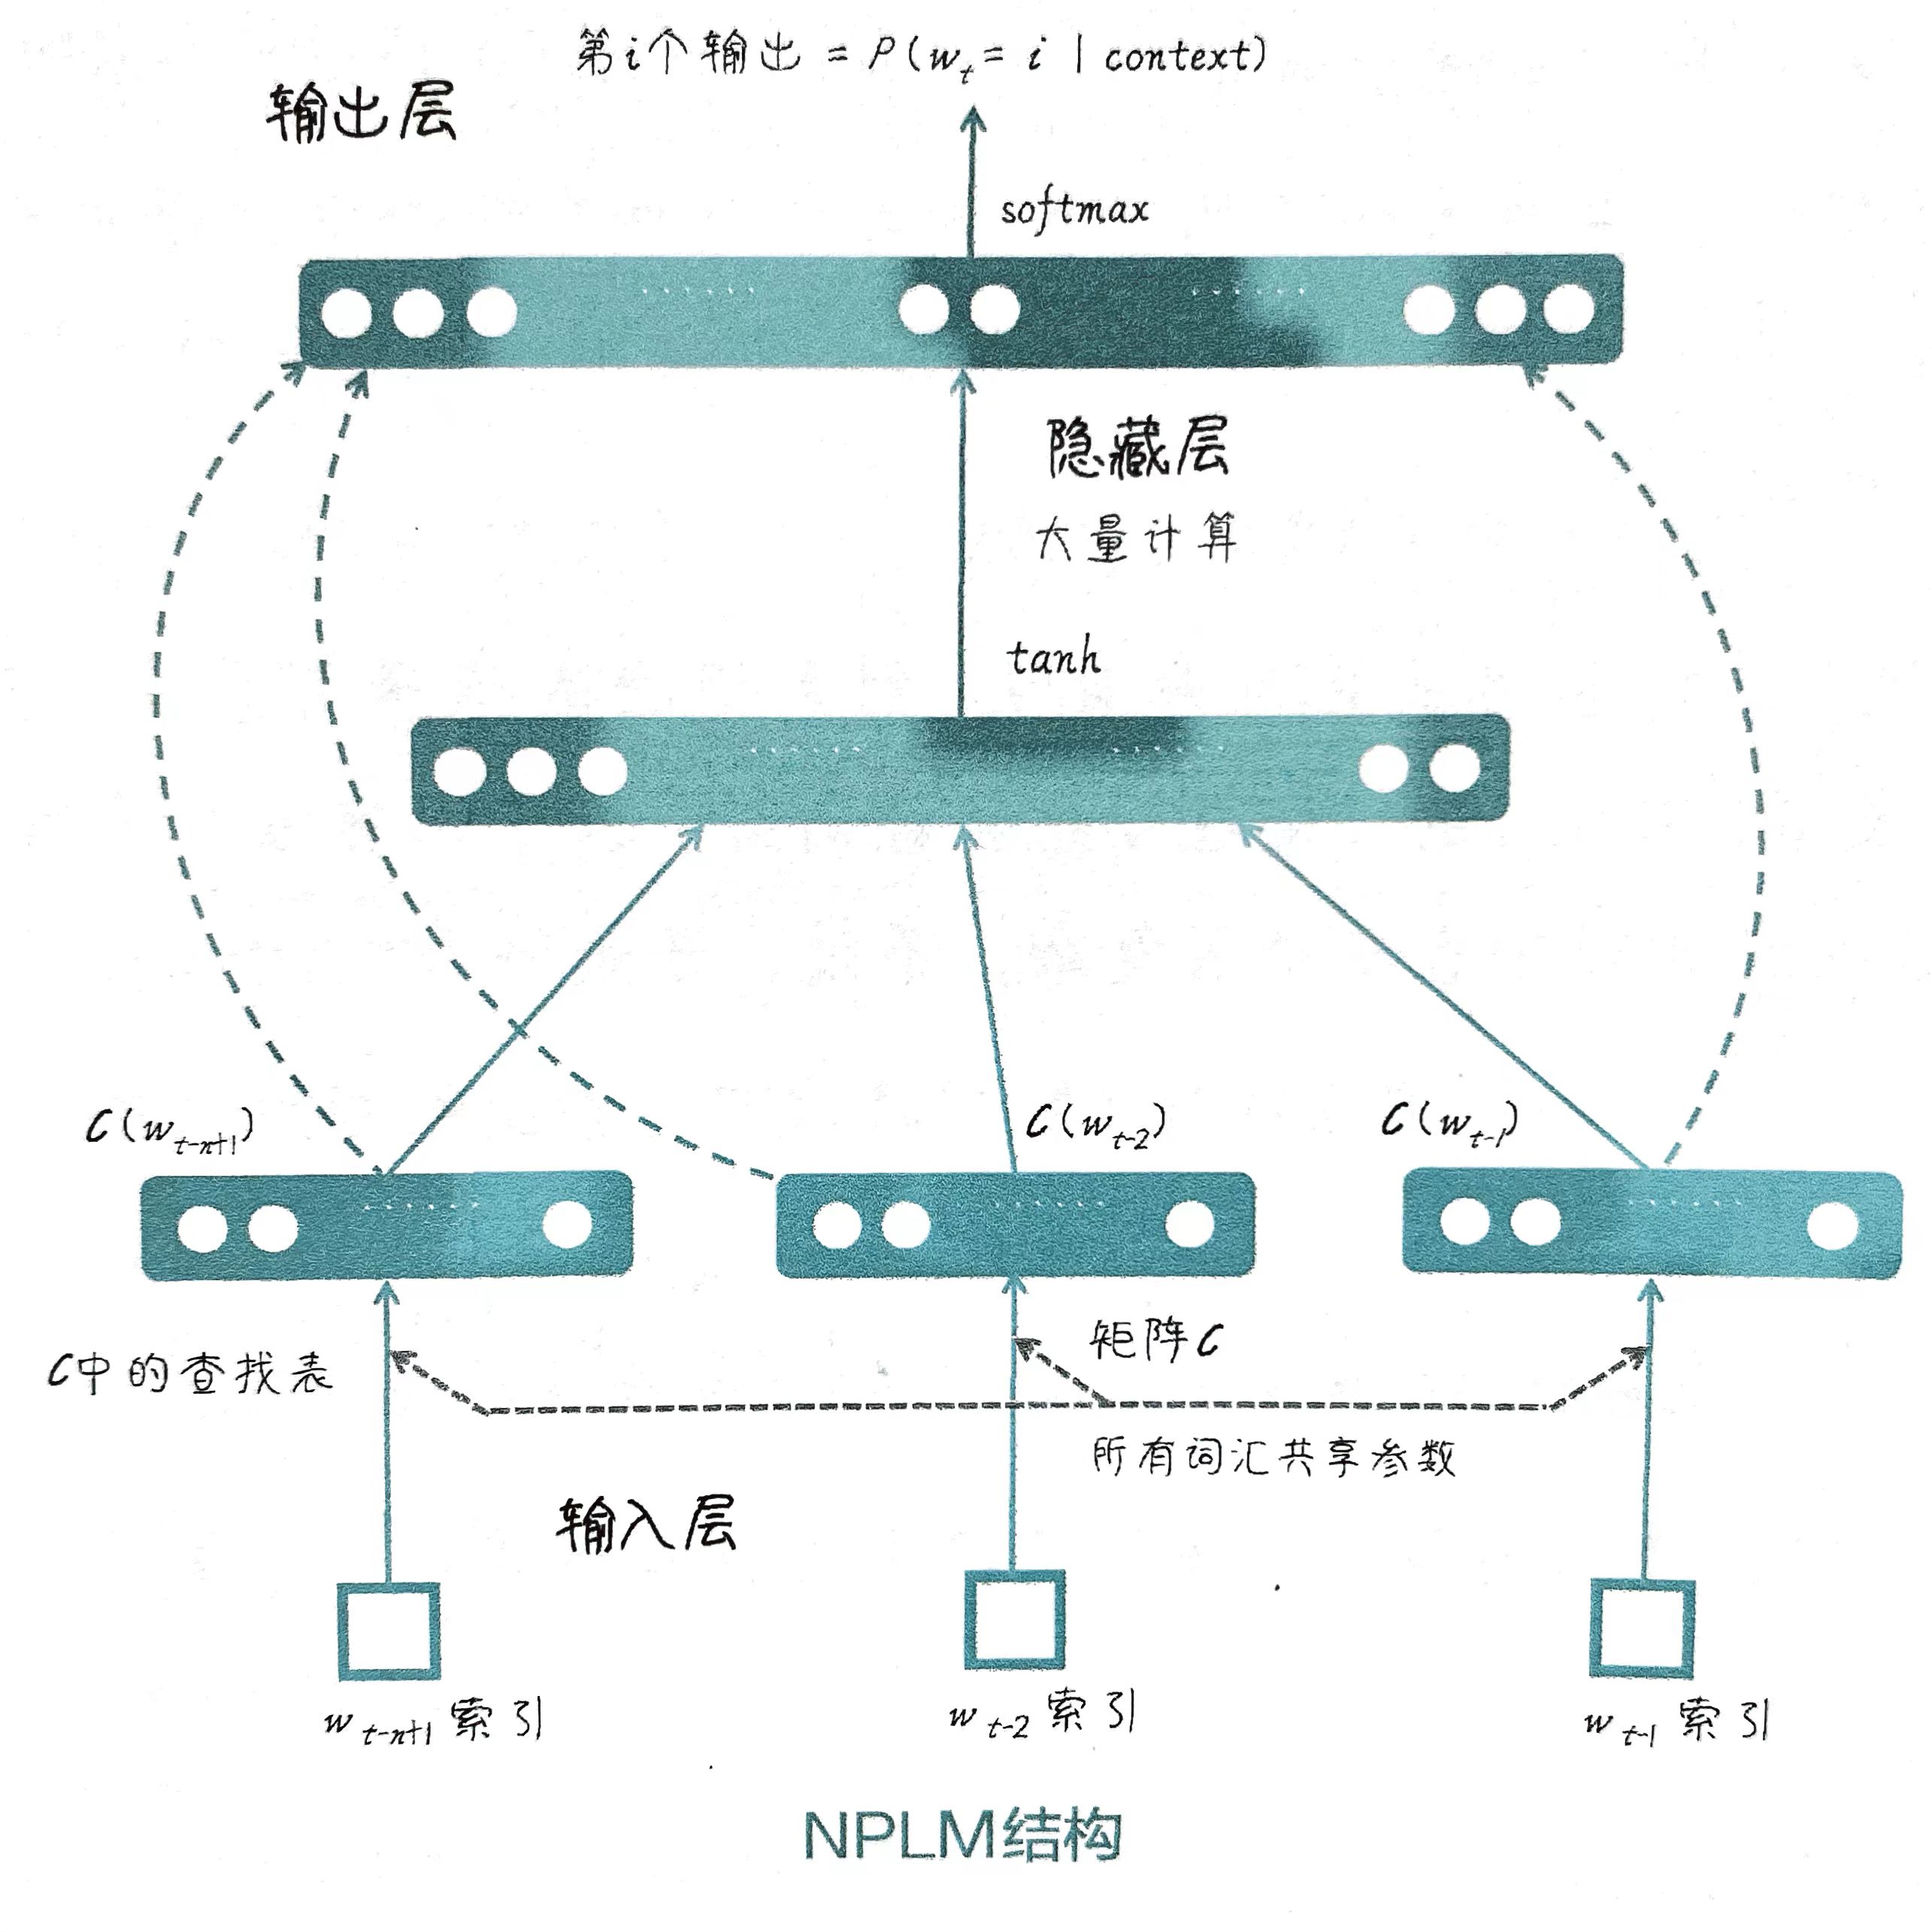 第i个输出 = P(w_t = i | context)
输出层
softmax
隐藏层
大量计算
tanh
C(w_{t-n+1})
C(w_{t-2})
C(w_{t-1})
C中的查找表
矩阵C
所有词汇共享参数
输入层
w_{t-n+1} 索引
w_{t-2} 索引
w_{t-1} 索引
NPLM结构